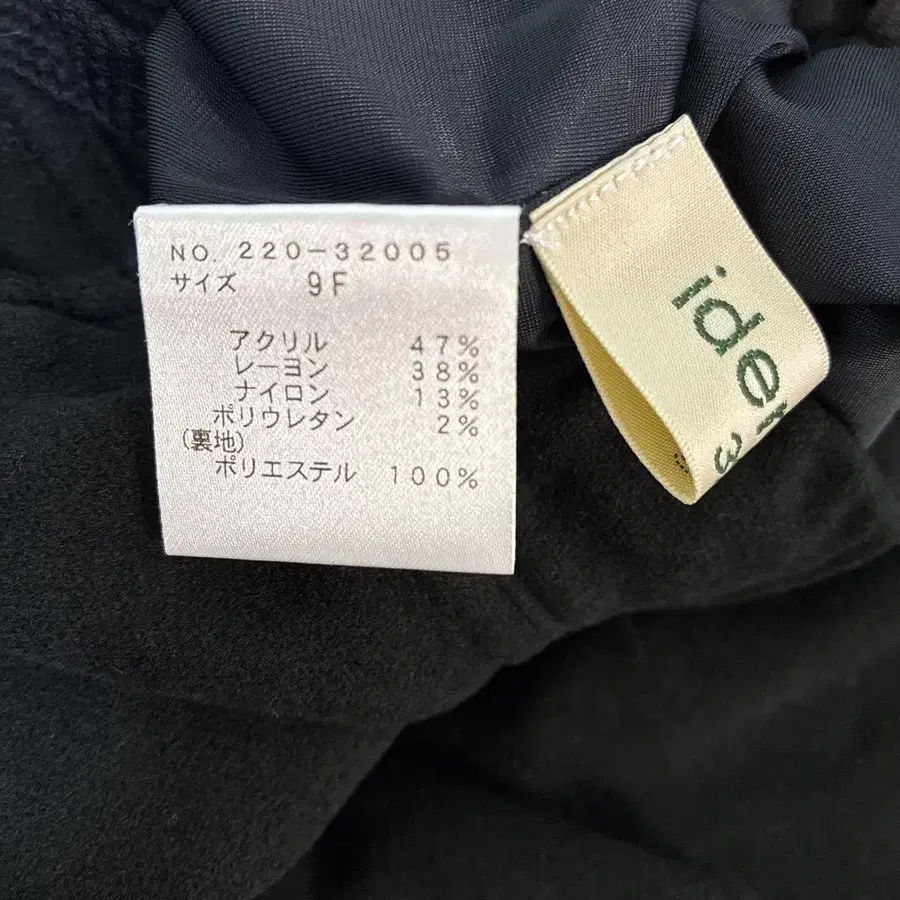 NO. 220-32005
サイズ 9F
アクリル 47%
レーヨン 38%
ナイロン 13%
ポリウレタン 2%
(裏地)
ポリエステル 100%
3